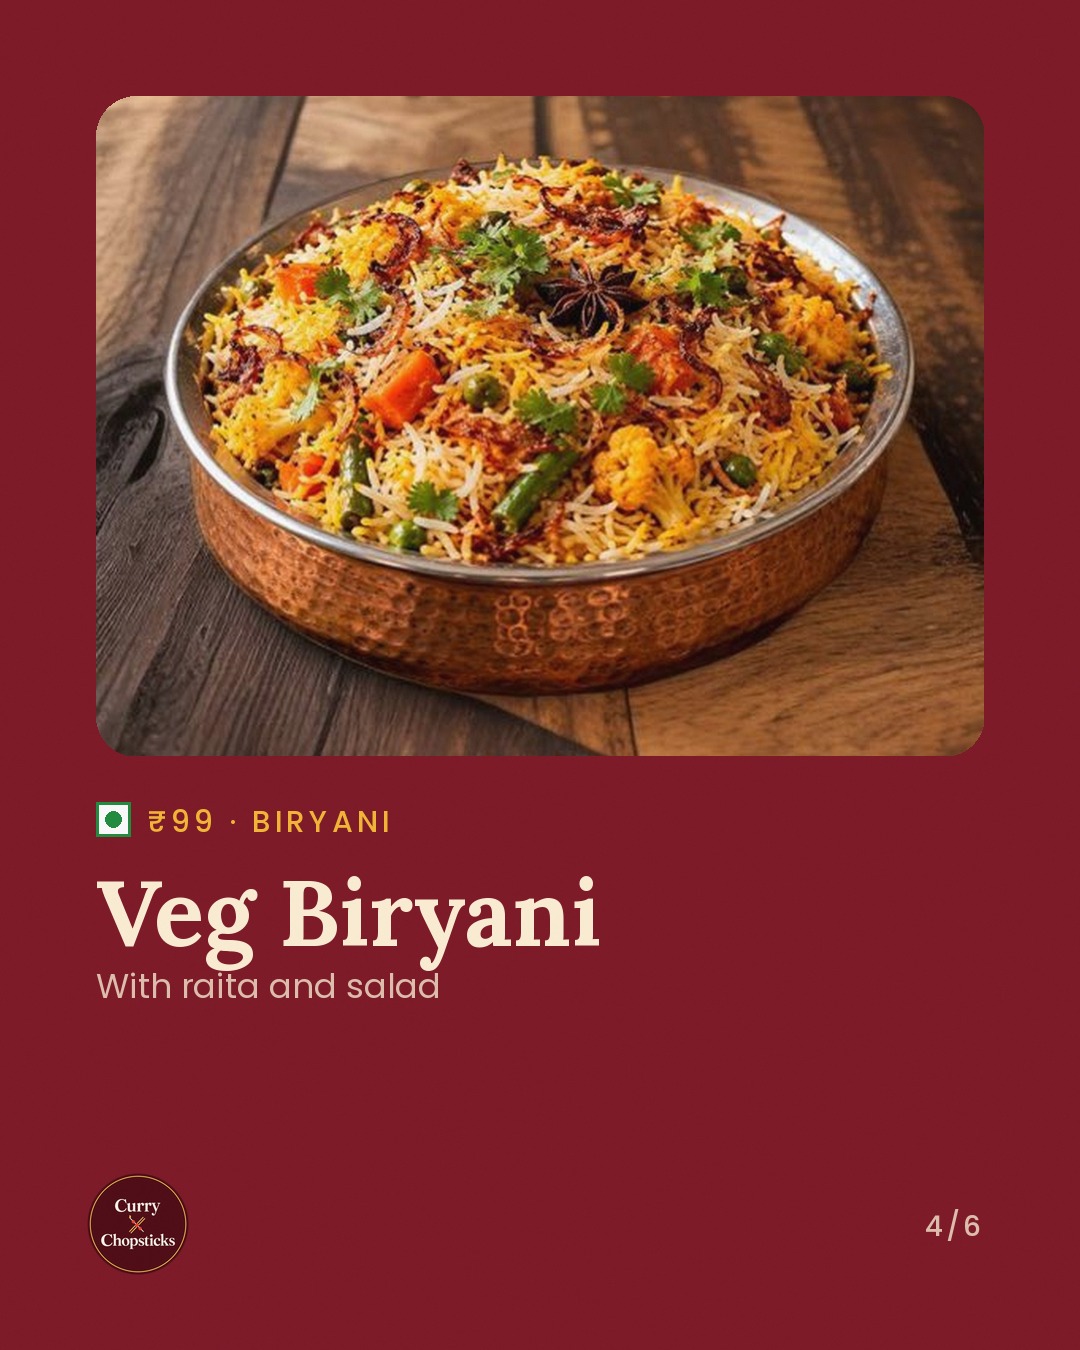 ₹99 · BIRYANI
Veg Biryani
With raita and salad
Curry
Chopsticks
4/6